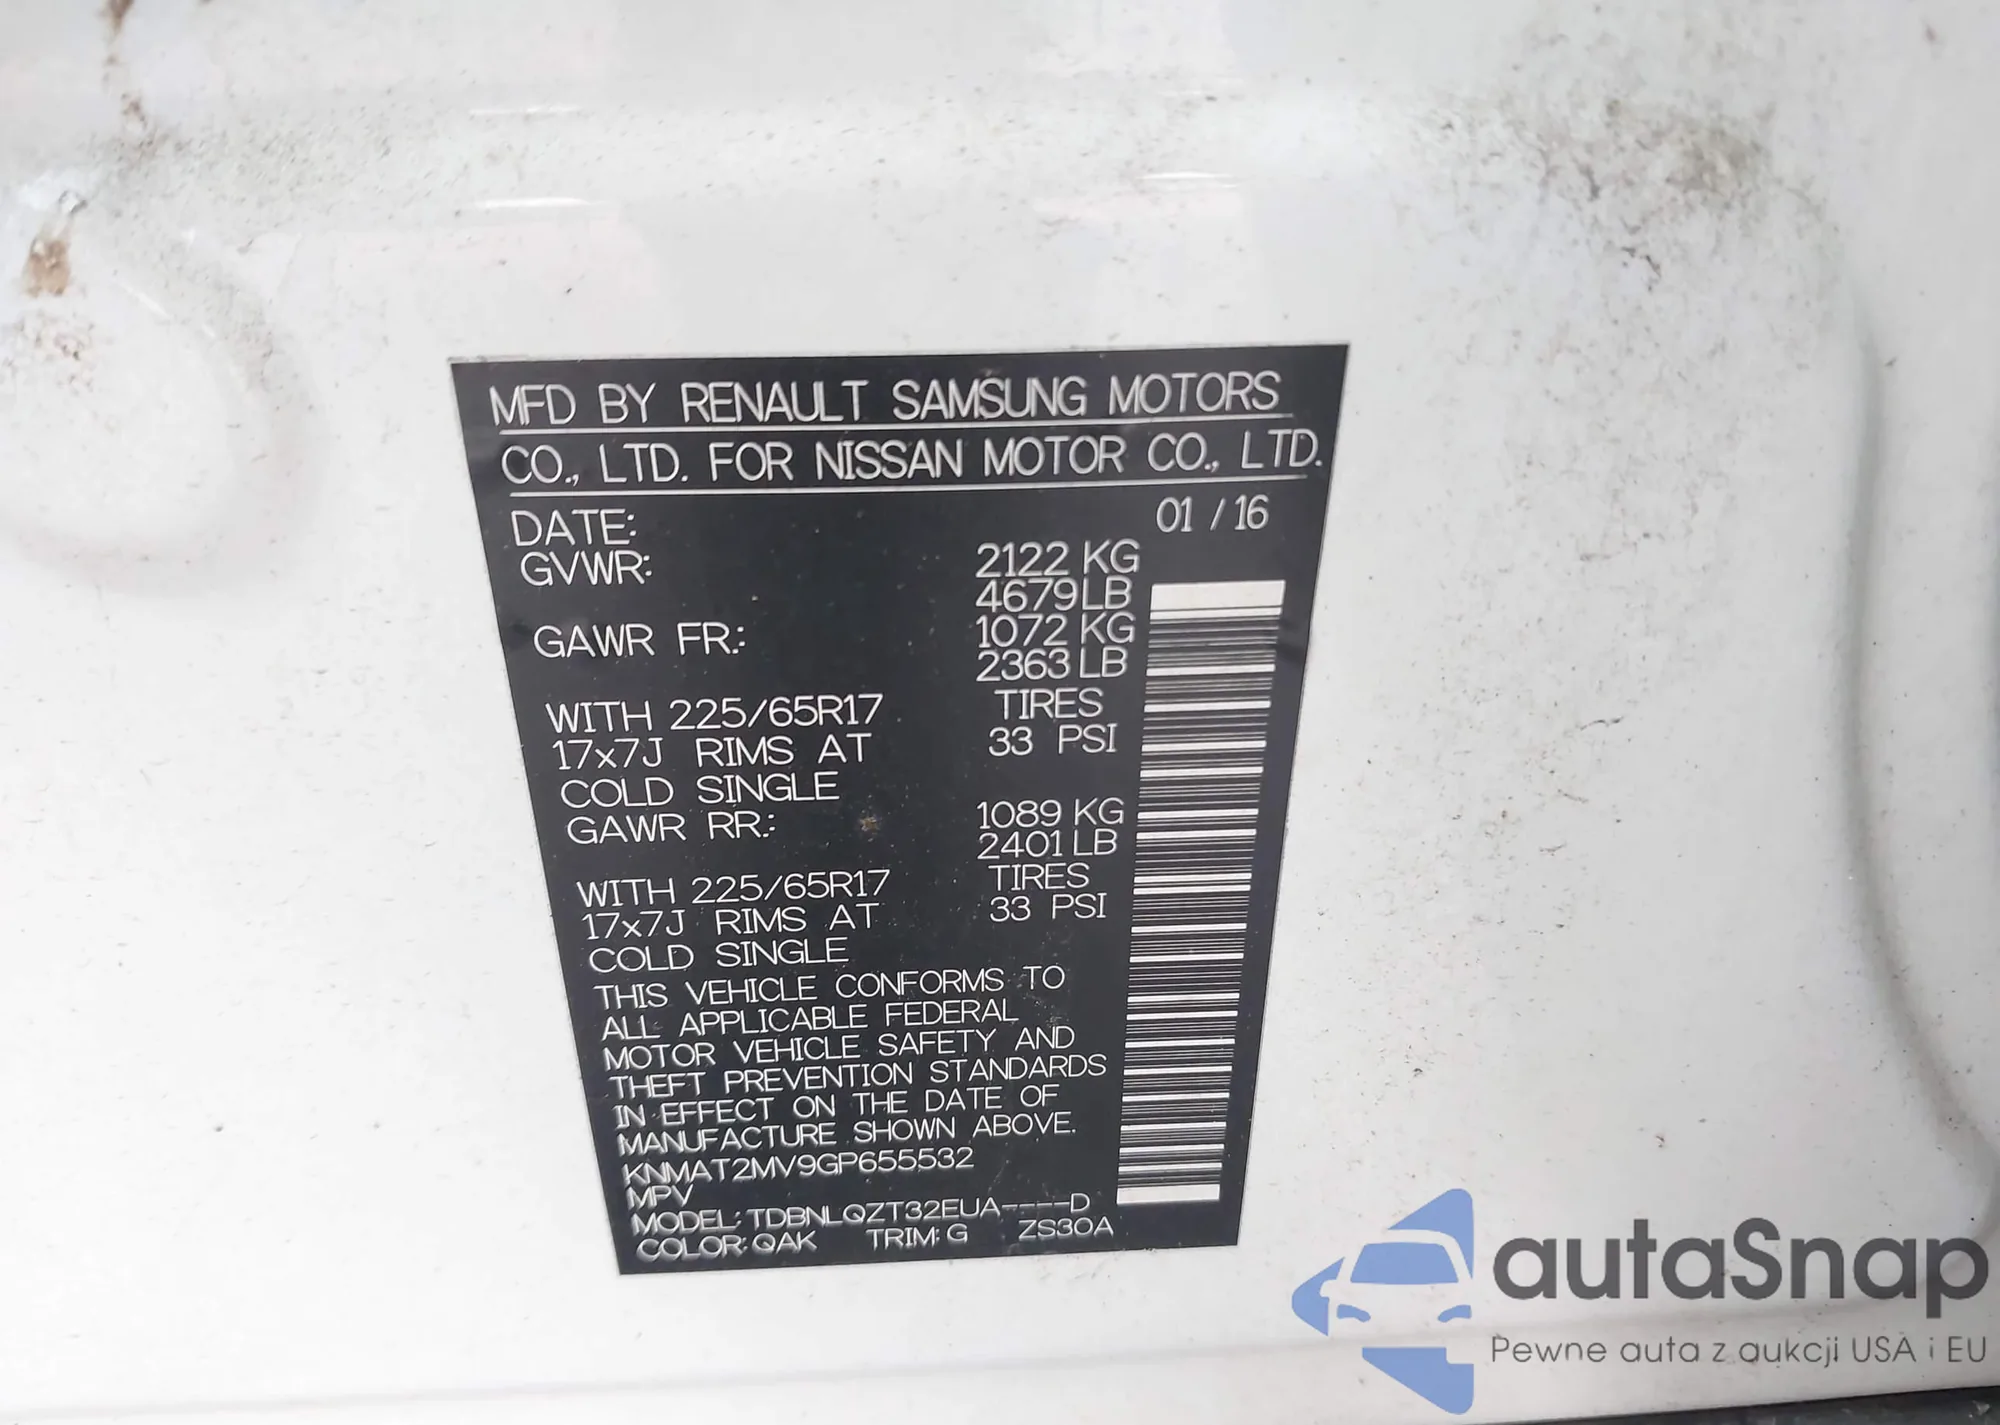 MFD BY RENAULT SAMSUNG MOTORS
CO., LTD. FOR NISSAN MOTOR CO., LTD.
DATE: 01 / 16
GVWR: 2122 KG
4679 LB
GAWR FR.: 1072 KG
2363 LB
WITH 225/65R17 TIRES
17x7J RIMS AT 33 PSI
COLD SINGLE
GAWR RR.: 1089 KG
2401 LB
WITH 225/65R17 TIRES
17x7J RIMS AT 33 PSI
COLD SINGLE
THIS VEHICLE CONFORMS TO
ALL APPLICABLE FEDERAL
MOTOR VEHICLE SAFETY AND
THEFT PREVENTION STANDARDS
IN EFFECT ON THE DATE OF
MANUFACTURE SHOWN ABOVE.
KNMAT2MV9GP655532
MPV
MODEL: TDBNLQZT32EUA----D
COLOR: QAK TRIM: G ZS30A
autaSnap
Pewne auta z aukcji USA i EU